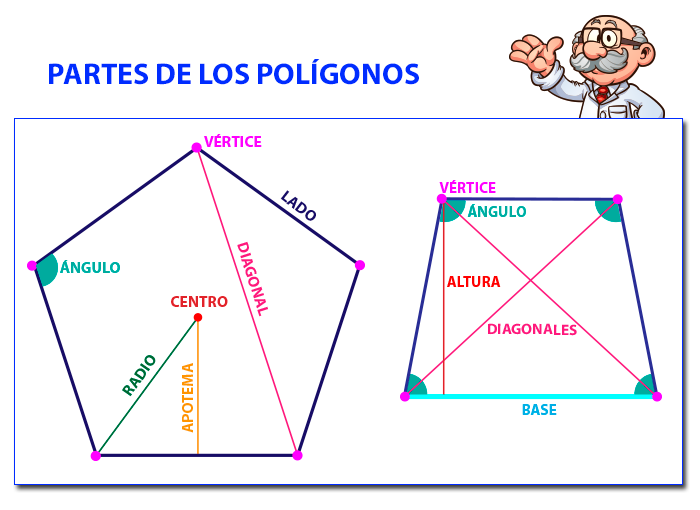 PARTES DE LOS POLÍGONOS
VÉRTICE
LADO
ÁNGULO
DIAGONAL
CENTRO
RADIO
APOTEMA
VÉRTICE
ÁNGULO
ALTURA
DIAGONALES
BASE